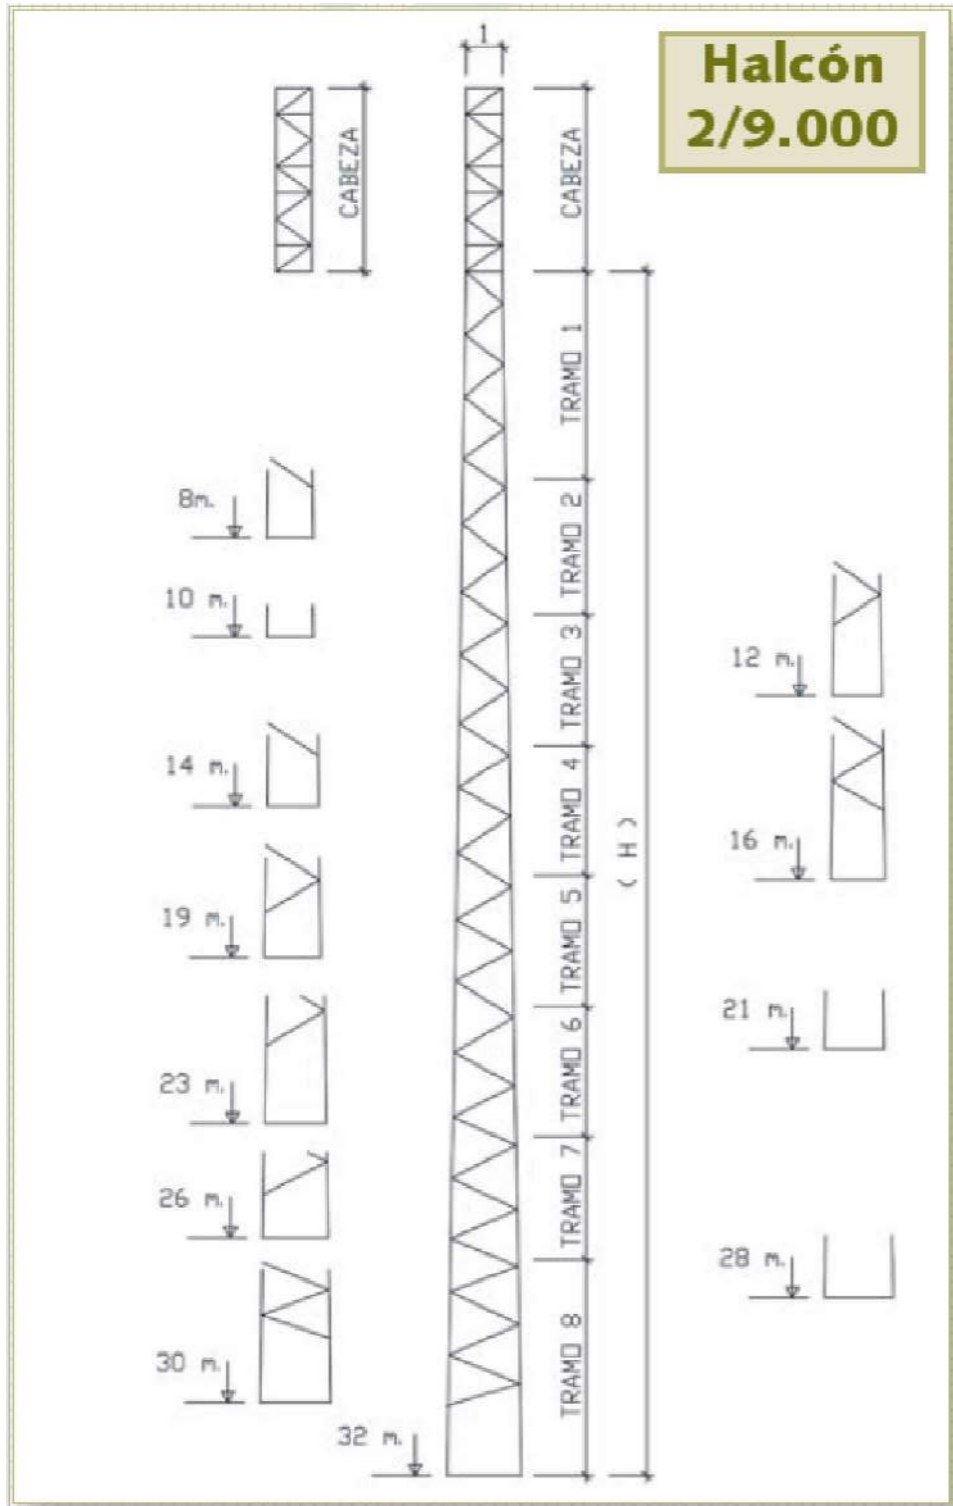 Halcón
2/9.000
1
CABEZA
CABEZA
TRAMO 1
TRAMO 2
TRAMO 3
TRAMO 4
TRAMO 5
TRAMO 6
TRAMO 7
TRAMO 8
( H )
8m.
10 m.
12 m.
14 m.
16 m.
19 m.
21 m.
23 m.
26 m.
28 m.
30 m.
32 m.